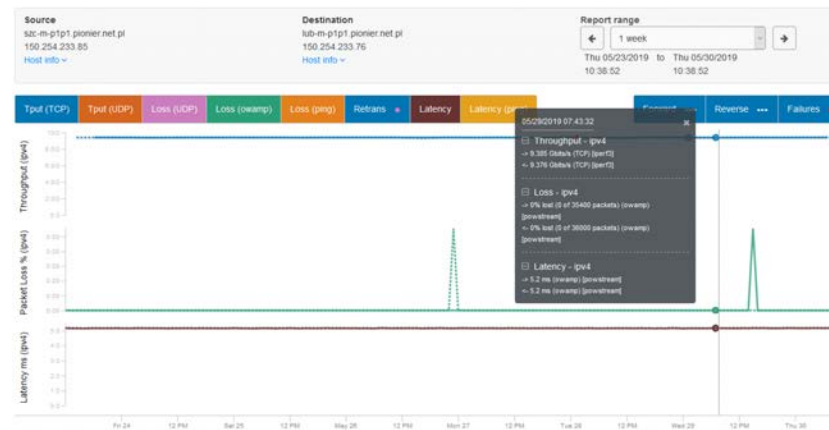 Source
szc-m-p1p1.pionier.net.pl
150.254.233.85
Host info
Destination
lub-m-p1p1.pionier.net.pl
150.254.233.76
Host info
Report range
1 week
Thu 05/23/2019 to Thu 05/30/2019
10:38:52 10:38:52
Tput (TCP) Tput (UDP) Loss (UDP) Loss (owamp) Loss (ping) Retrans Latency Latency (ping) Reverse Failures
05/29/2019 07:43:32
Throughput - ipv4
-> 9.385 Gbits/s (TCP) [iperf3]
<- 9.376 Gbits/s (TCP) [iperf3]
Loss - ipv4
-> 0% lost (0 of 35400 packets) (owamp)
[powstream]
<- 0% lost (0 of 36000 packets) (owamp)
[powstream]
Latency - ipv4
-> 5.2 ms (owamp) [powstream]
<- 5.2 ms (owamp) [powstream]
Throughput (ipv4)
Packet Loss % (ipv4)
Latency ms (ipv4)
Fri 24 12 PM Sat 25 12 PM May 26 12 PM Mon 27 12 PM Tue 28 12 PM Wed 29 12 PM Thu 30